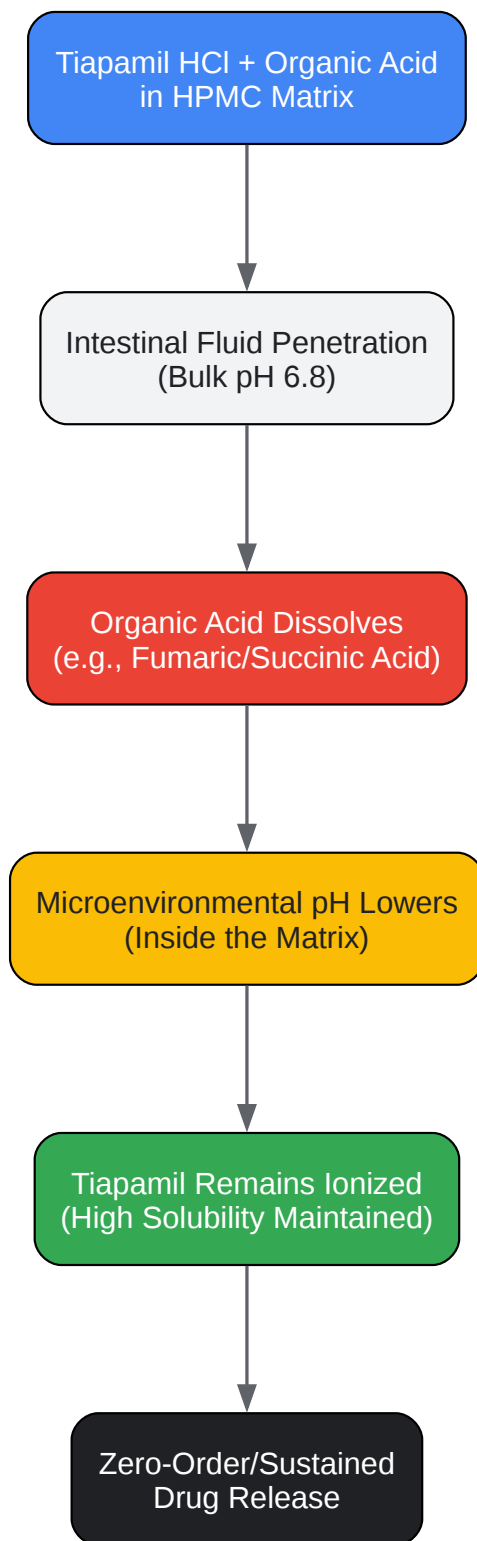 Tiapamil HCl + Organic Acid
in HPMC Matrix
Intestinal Fluid Penetration
(Bulk pH 6.8)
Organic Acid Dissolves
(e.g., Fumaric/Succinic Acid)
Microenvironmental pH Lowers
(Inside the Matrix)
Tiapamil Remains Ionized
(High Solubility Maintained)
Zero-Order/Sustained
Drug Release